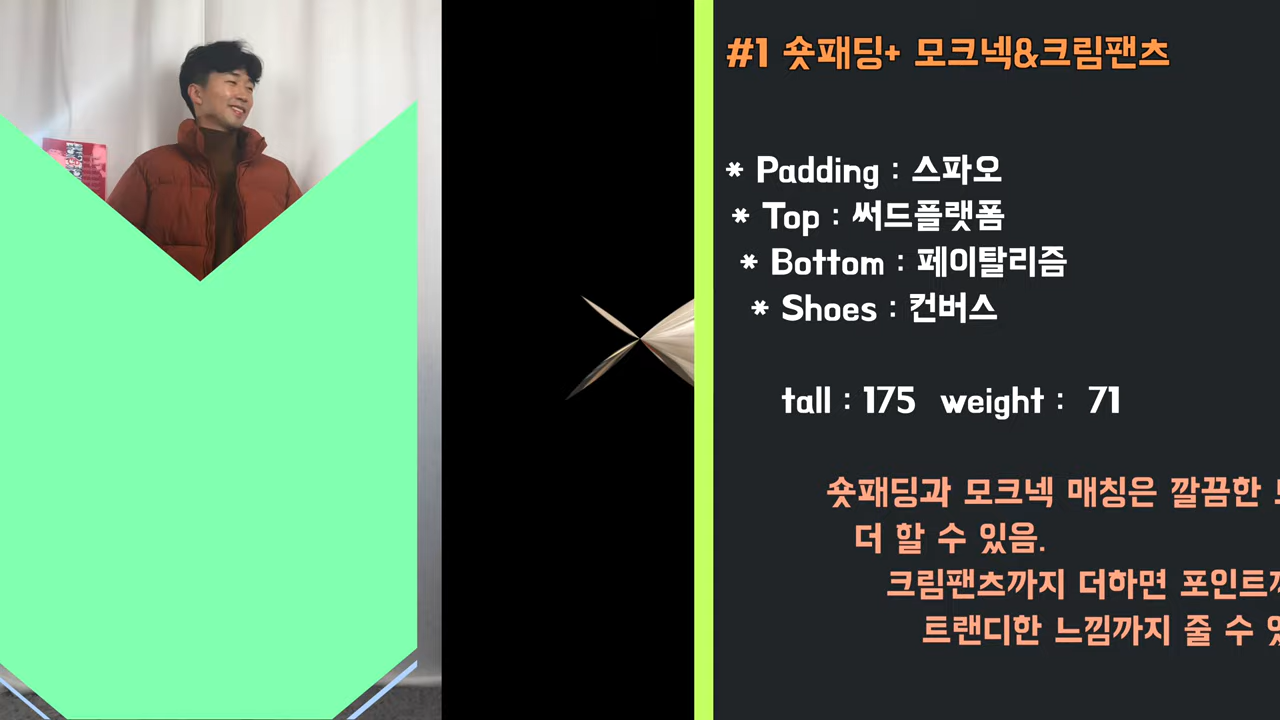 #1 숏패딩+ 모크넥&크림팬츠
* Padding : 스파오
* Top : 써드플랫폼
* Bottom : 페이탈리즘
* Shoes : 컨버스
tall : 175 weight : 71
숏패딩과 모크넥 매칭은 깔끔한
더 할 수 있음.
크림팬츠까지 더하면
트랜디한 느낌까지 줄 수